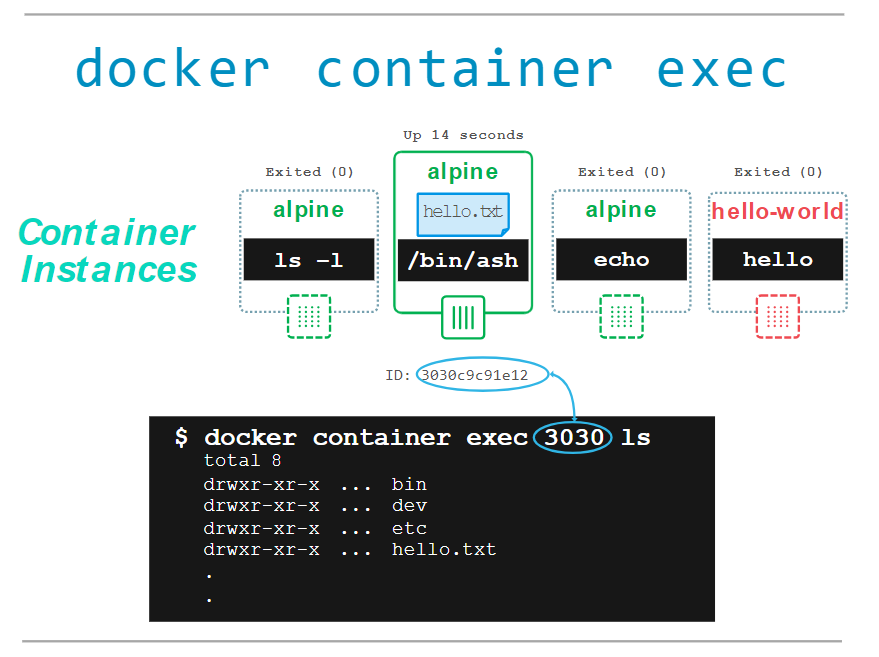 docker container exec
Up 14 seconds
Exited (0)
Exited (0)
Exited (0)
alpine
alpine
alpine
hello-world
hello.txt
Container
Instances
ls –l
/bin/ash
echo
hello
ID: 3030c9c91e12
$ docker container exec 3030 ls
total 8
drwxr-xr-x ... bin
drwxr-xr-x ... dev
drwxr-xr-x ... etc
drwxr-xr-x ... hello.txt
.
.